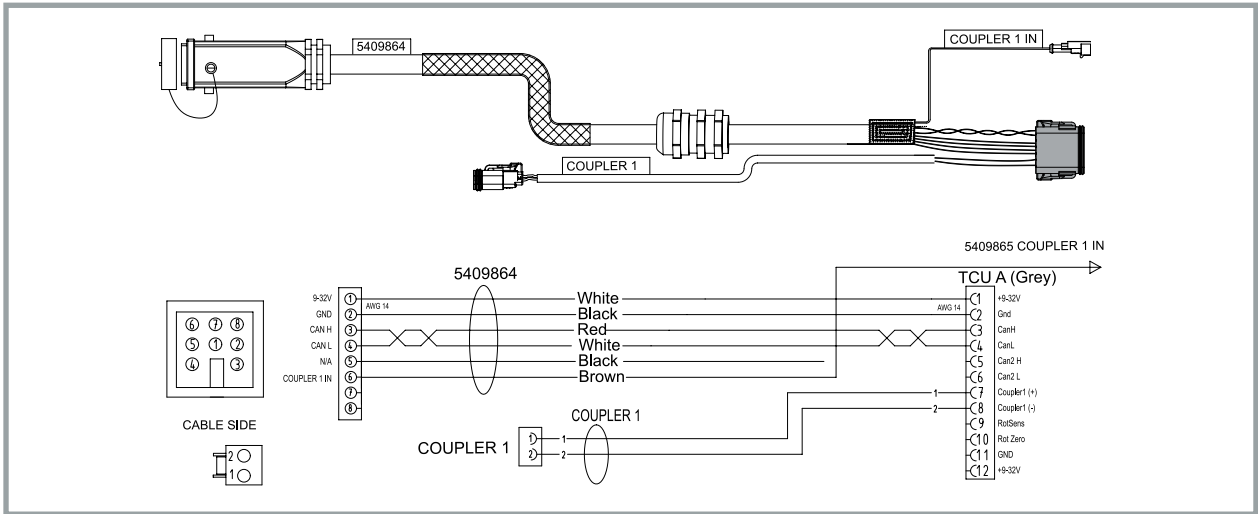 5409864
COUPLER 1 IN
COUPLER 1
5409865 COUPLER 1 IN
5409864
TCU A (Grey)
9-32V 1 AWG 14 White AWG 14 1 +9-32V
GND 2 Black 2 Gnd
CAN H 3 Red 3 CanH
CAN L 4 White 4 CanL
N/A 5 Black 5 Can2 H
COUPLER 1 IN 6 Brown 6 Can2 L
7 1 7 Coupler1 (+)
8 2 8 Coupler1 (-)
9 RotSens
10 Rot Zero
11 GND
12 +9-32V
6 7 8
5 1 2
4 3
CABLE SIDE
2
1
COUPLER 1
COUPLER 1
1 1
2 2